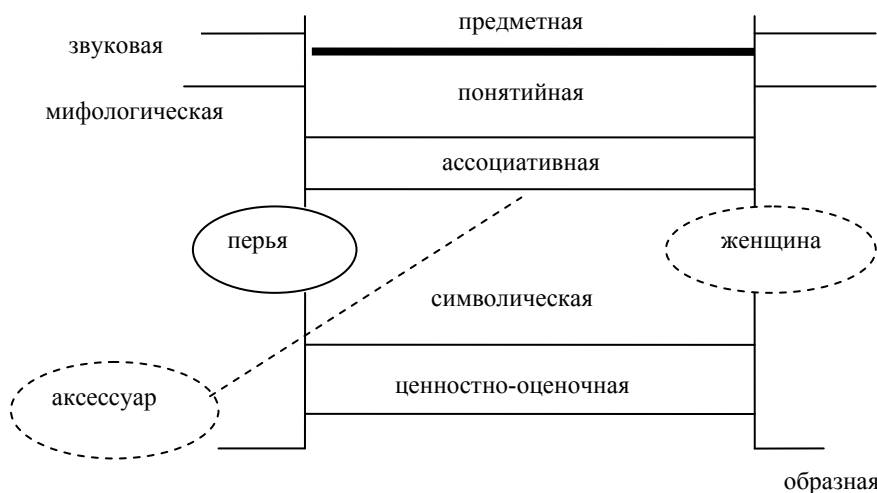 предметная
звуковая
понятийная
мифологическая
ассоциативная
перья
женщина
символическая
ценностно-оценочная
аксессуар
образная